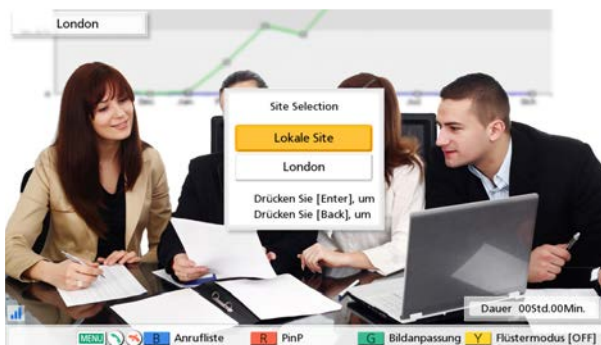 London
Site Selection
Lokale Site
London
Drücken Sie [Enter], um
Drücken Sie [Back], um
Dauer 00Std.00Min.
MENU B Anrufliste R PinP G Bildanpassung Y Flüstermodus [OFF]